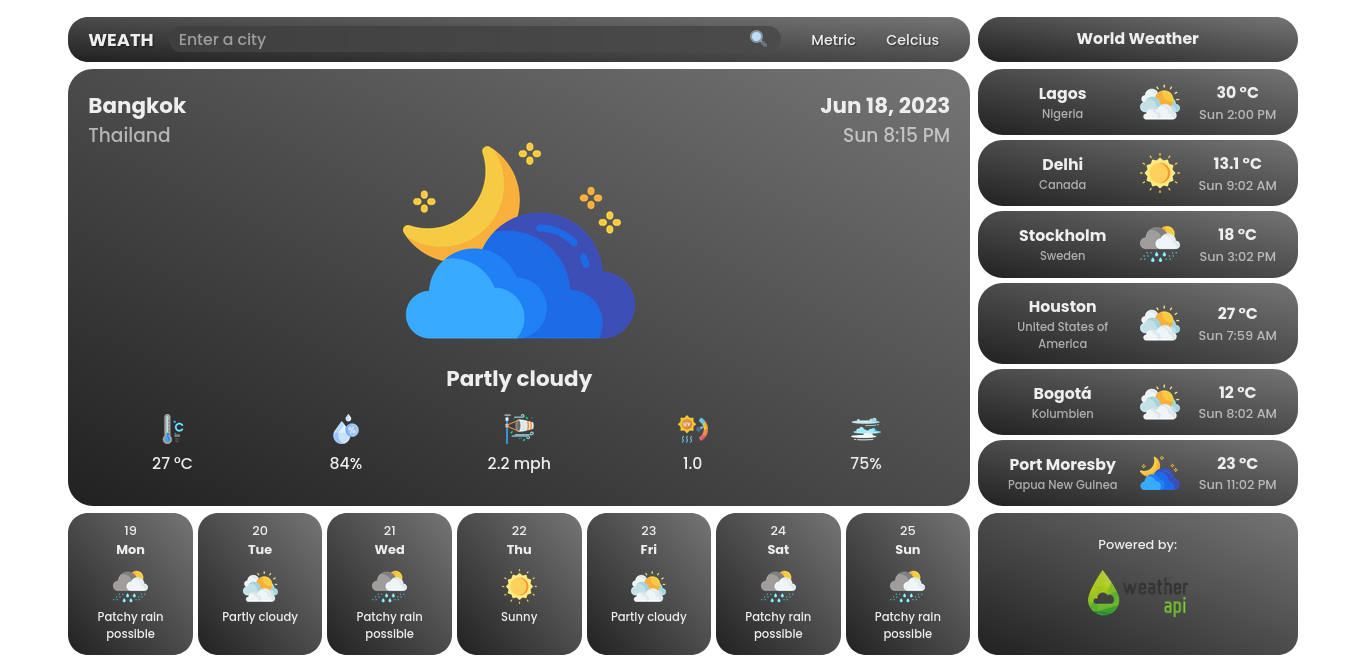 WEATH
Enter a city
Metric
Celcius
World Weather
Bangkok
Thailand
Jun 18, 2023
Sun 8:15 PM
Partly cloudy
27 °C
84%
2.2 mph
1.0
75%
19
Mon
Patchy rain
possible
20
Tue
Partly cloudy
21
Wed
Patchy rain
possible
22
Thu
Sunny
23
Fri
Partly cloudy
24
Sat
Patchy rain
possible
25
Sun
Patchy rain
possible
Lagos
Nigeria
30 °C
Sun 2:00 PM
Delhi
Canada
13.1 °C
Sun 9:02 AM
Stockholm
Sweden
18 °C
Sun 3:02 PM
Houston
United States of
America
27 °C
Sun 7:59 AM
Bogotá
Kolumbien
12 °C
Sun 8:02 AM
Port Moresby
Papua New Guinea
23 °C
Sun 11:02 PM
Powered by:
weather
api